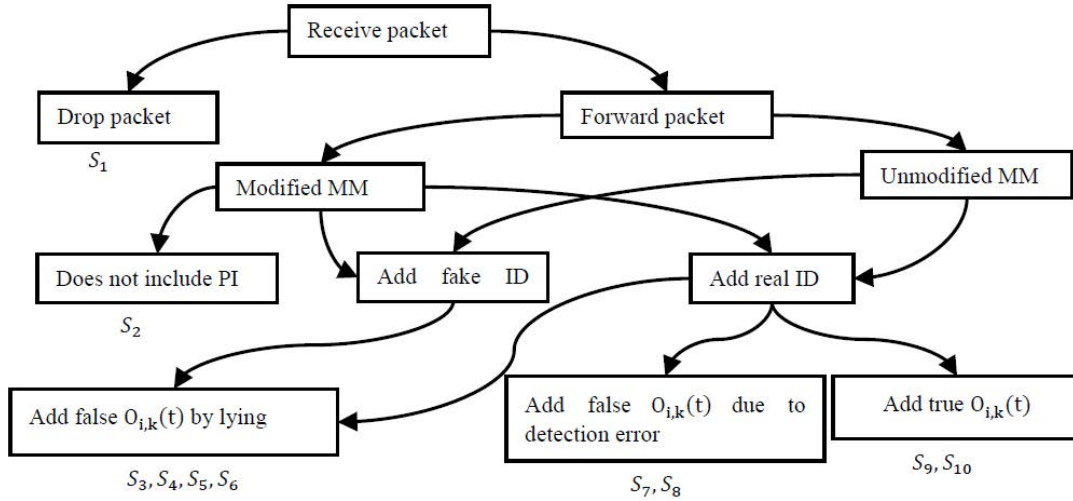 Receive packet
Drop packet
Forward packet
S₁
Modified MM
Unmodified MM
Does not include PI
Add fake ID
Add real ID
S₂
Add false O_{i,k}(t) by lying
Add false O_{i,k}(t) due to
detection error
Add true O_{i,k}(t)
S₃, S₄, S₅, S₆
S₇, S₈
S₉, S₁₀